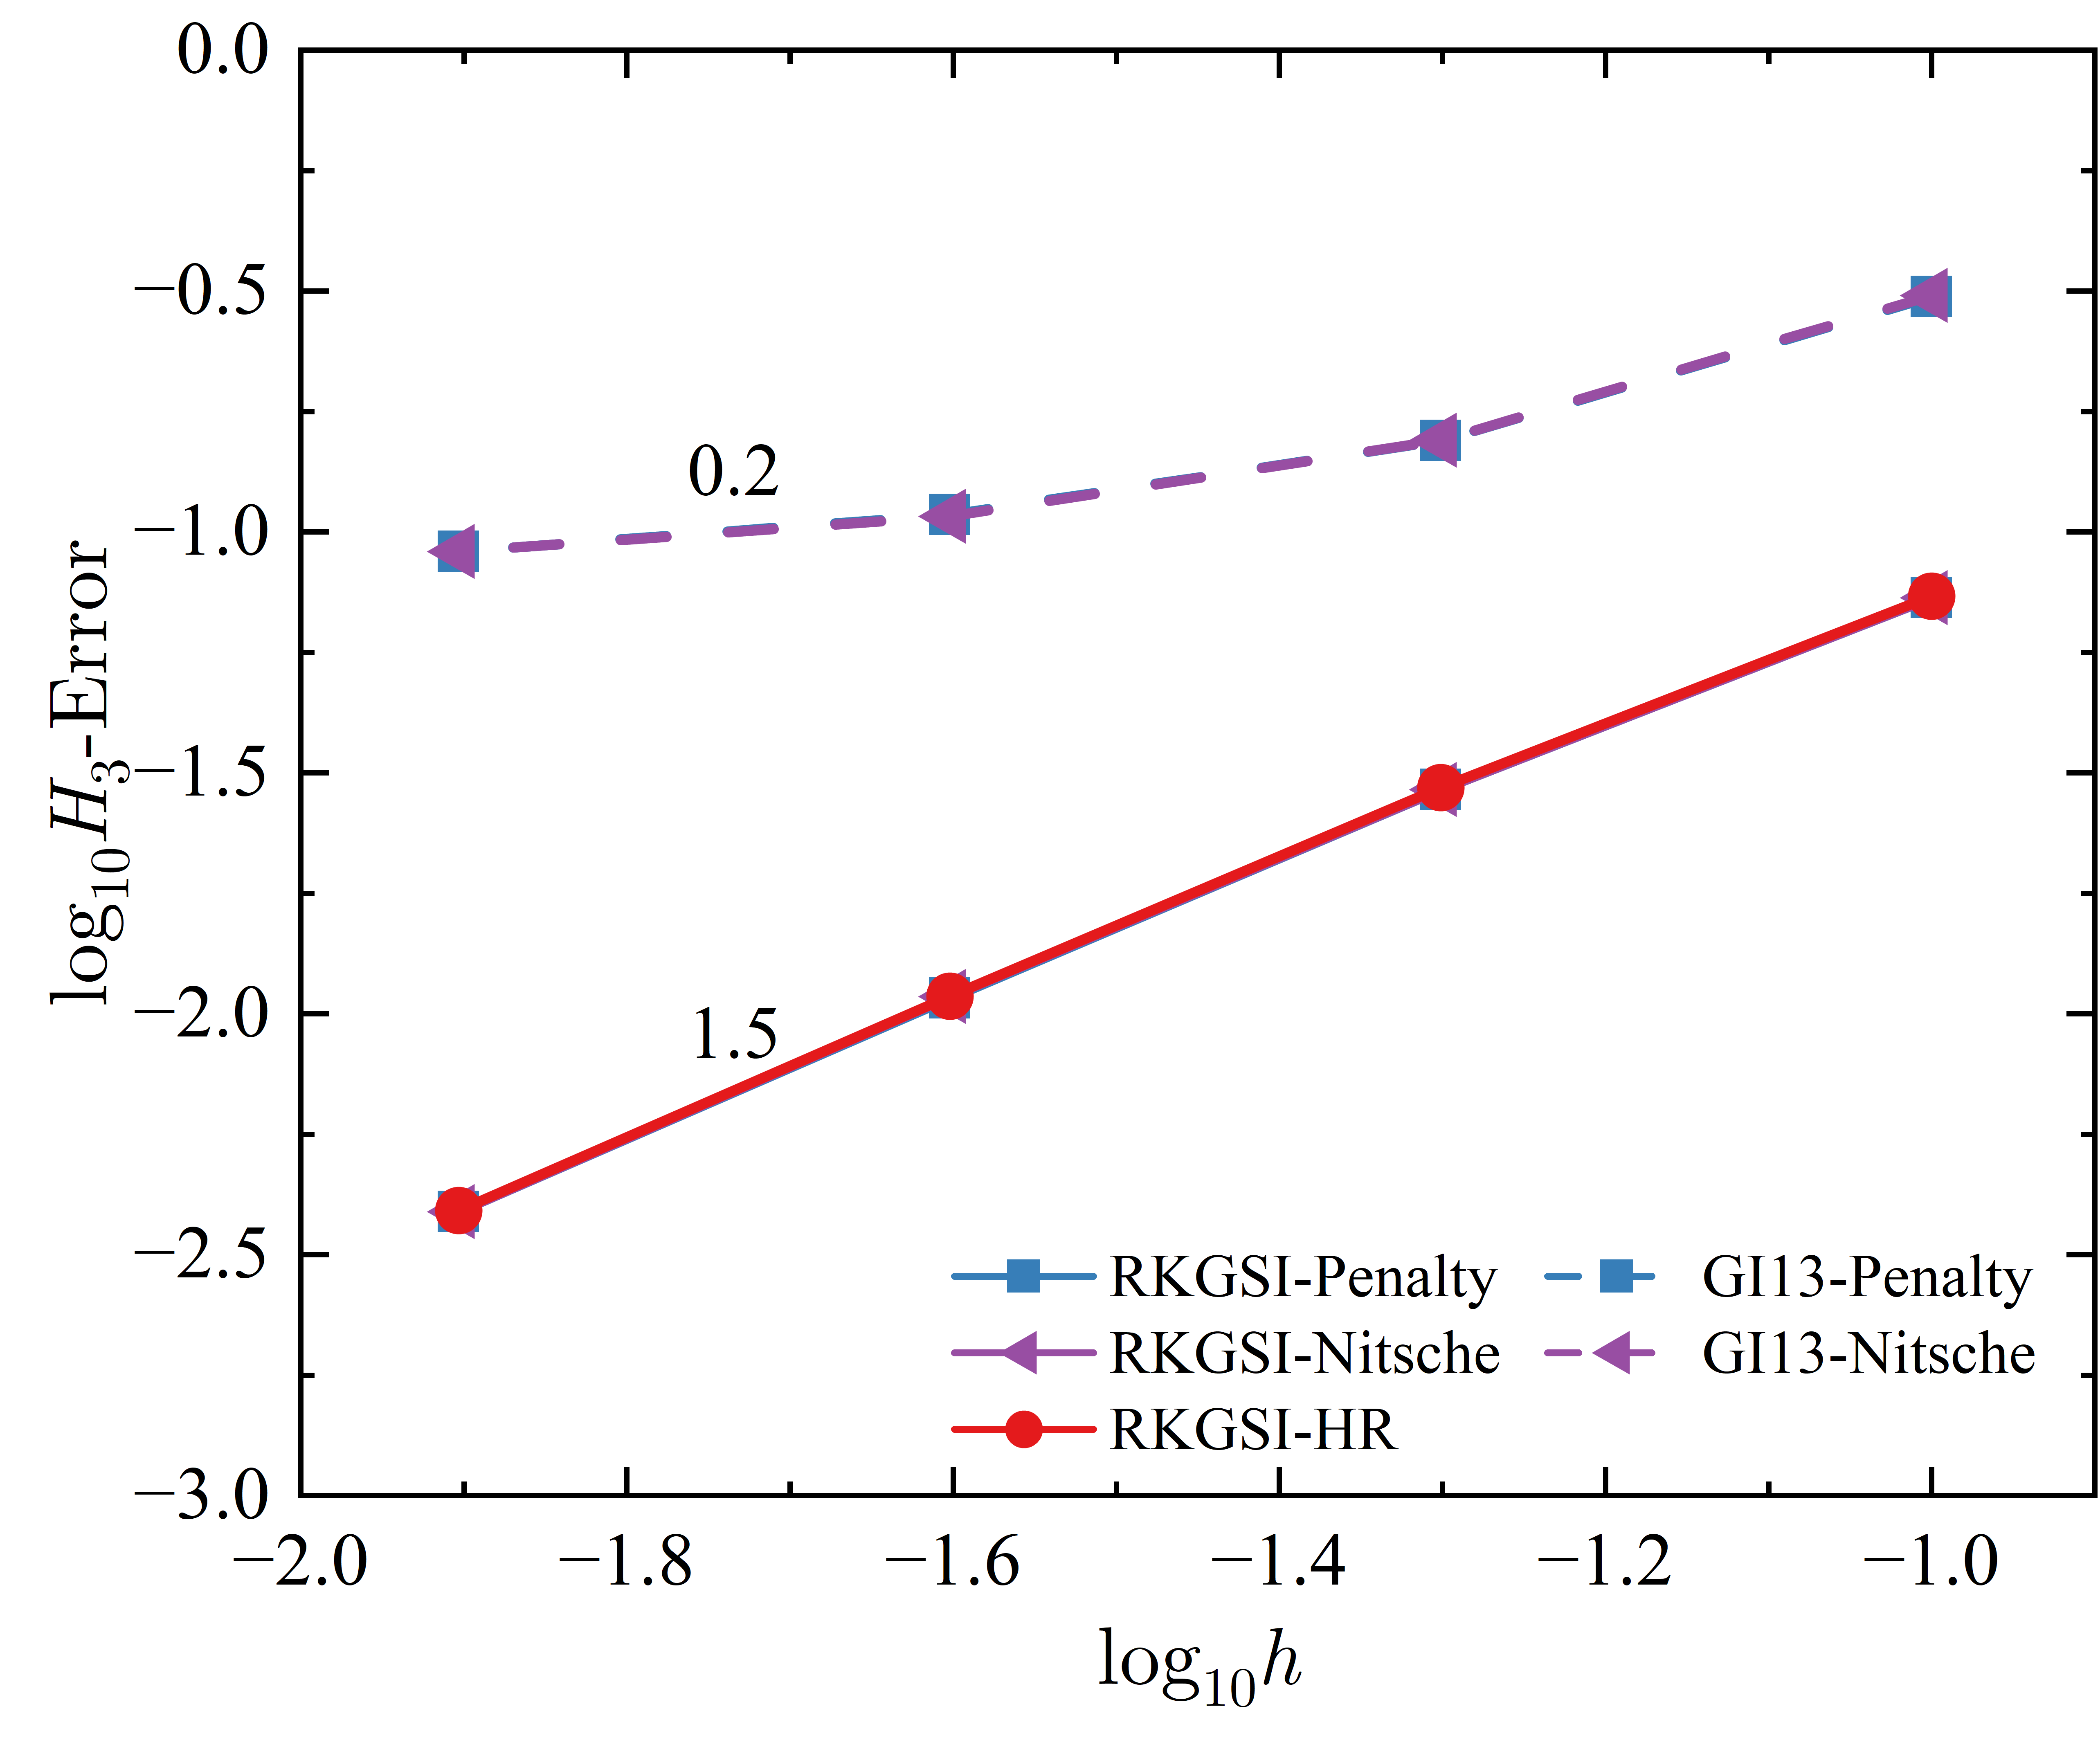 0.0
−0.5
−1.0
−1.5
−2.0
−2.5
−3.0
log₁₀H₃-Error
0.2
1.5
RKGSI-Penalty
GI13-Penalty
RKGSI-Nitsche
GI13-Nitsche
RKGSI-HR
−2.0
−1.8
−1.6
−1.4
−1.2
−1.0
log₁₀h